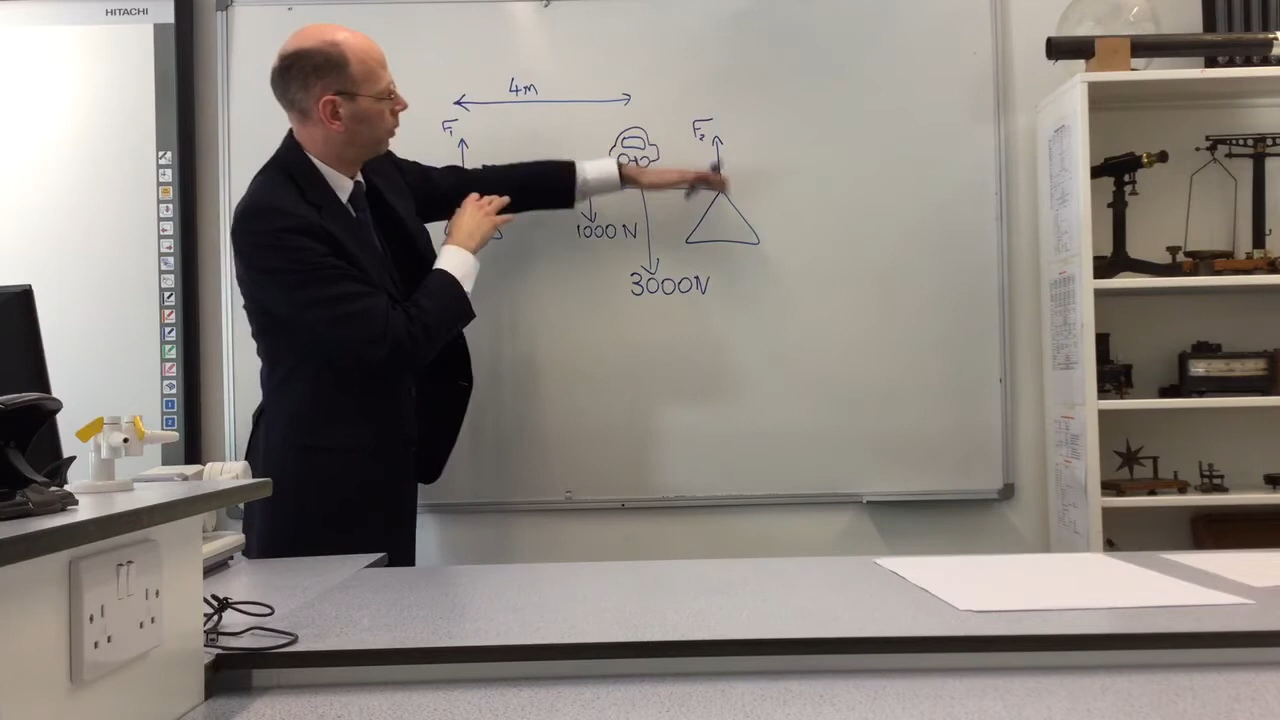 HITACHI
4m
F₁
F₂
1000 N
3000N